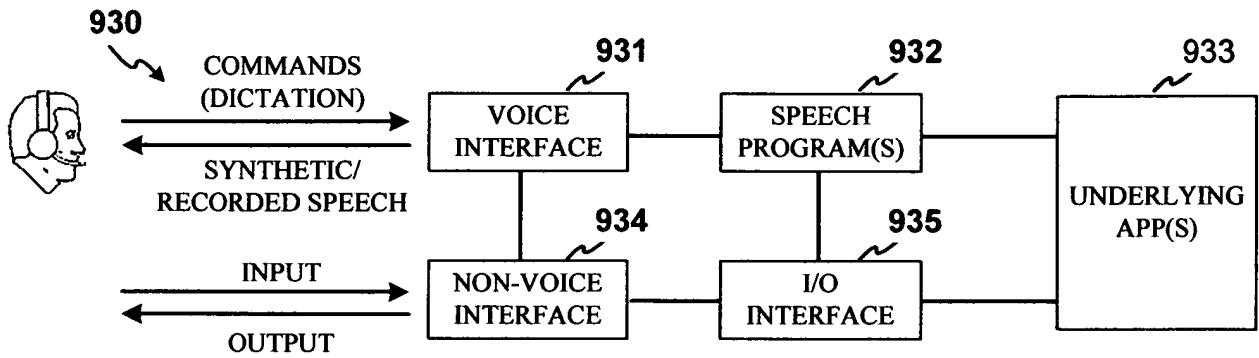 930
COMMANDS
(DICTATION)
SYNTHETIC/
RECORDED SPEECH
931
VOICE
INTERFACE
932
SPEECH
PROGRAM(S)
933
UNDERLYING
APP(S)
INPUT
OUTPUT
934
NON-VOICE
INTERFACE
935
I/O
INTERFACE